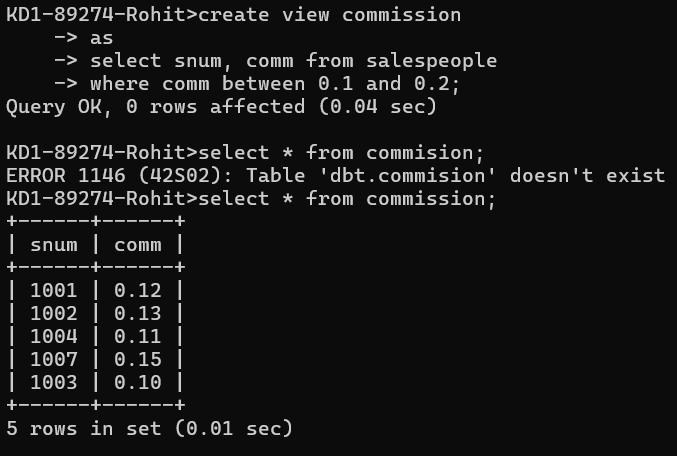 KD1-89274-Rohit>create view commission
    -> as
    -> select snum, comm from salespeople
    -> where comm between 0.1 and 0.2;
Query OK, 0 rows affected (0.04 sec)

KD1-89274-Rohit>select * from commision;
ERROR 1146 (42S02): Table 'dbt.commision' doesn't exist
KD1-89274-Rohit>select * from commission;
+------+------+
| snum | comm |
+------+------+
| 1001 | 0.12 |
| 1002 | 0.13 |
| 1004 | 0.11 |
| 1007 | 0.15 |
| 1003 | 0.10 |
+------+------+
5 rows in set (0.01 sec)